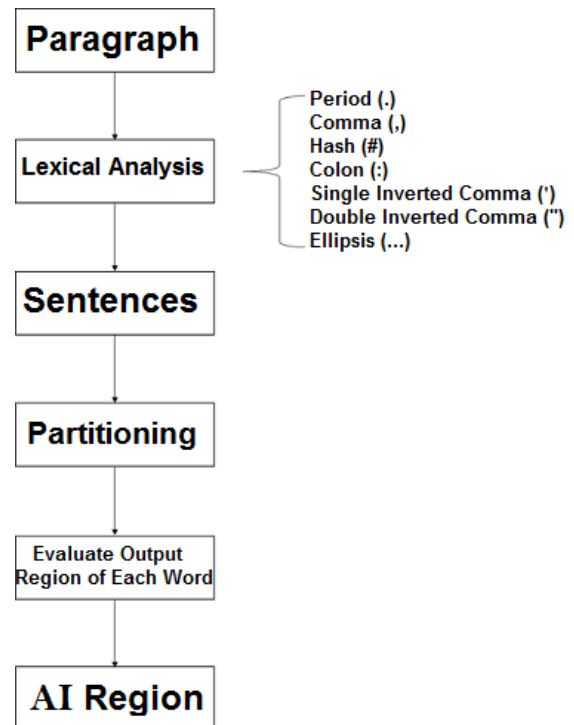 Paragraph
Lexical Analysis
Period (.)
Comma (,)
Hash (#)
Colon (:)
Single Inverted Comma (')
Double Inverted Comma ('')
Ellipsis (...)
Sentences
Partitioning
Evaluate Output
Region of Each Word
AI Region